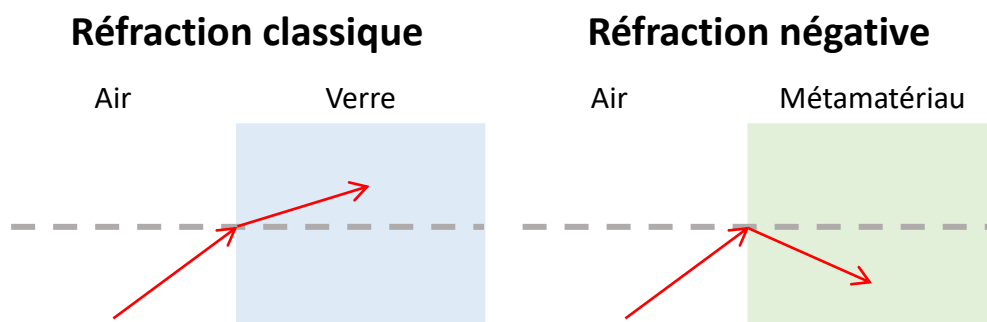 Réfraction classique
Réfraction négative
Air
Verre
Air
Métamatériau